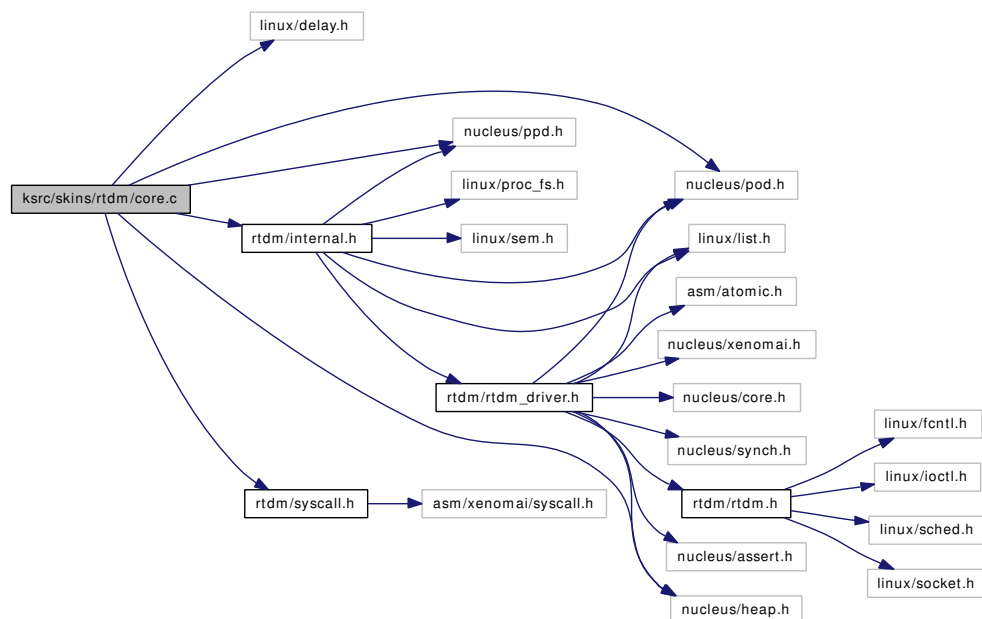 linux/delay.h
nucleus/ppd.h
linux/proc_fs.h
nucleus/pod.h
ksrc/skins/rtdm/core.c
rtdm/internal.h
linux/sem.h
linux/list.h
asm/atomic.h
nucleus/xenomai.h
rtdm/rtdm_driver.h
nucleus/core.h
linux/fcntl.h
nucleus/synch.h
linux/ioctl.h
rtdm/syscall.h
asm/xenomai/syscall.h
rtdm/rtdm.h
linux/sched.h
nucleus/assert.h
linux/socket.h
nucleus/heap.h